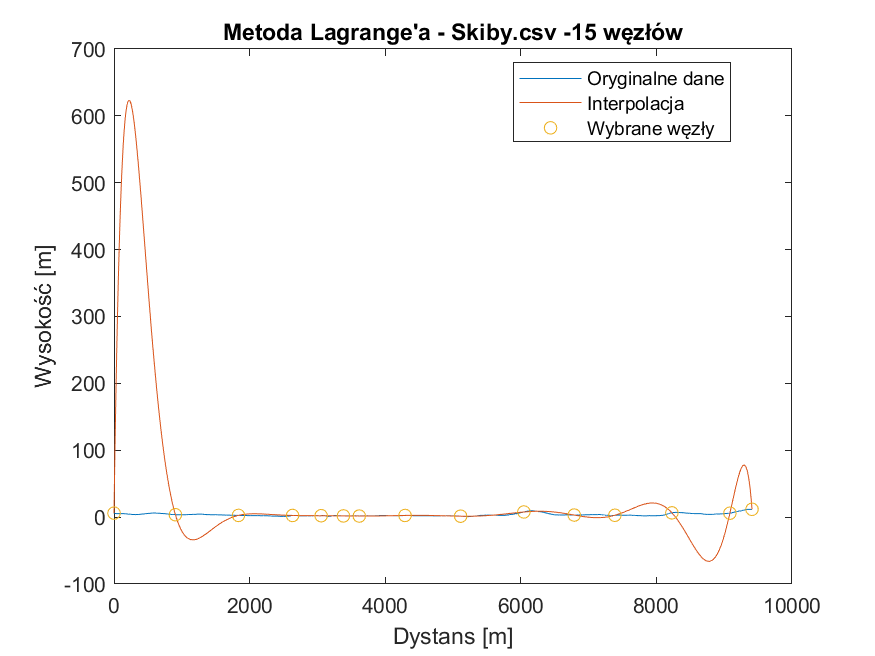 Metoda Lagrange'a - Skiby.csv -15 węzłów
Oryginalne dane
Interpolacja
Wybrane węzły
700
600
500
400
300
200
100
0
-100
Wysokość [m]
0
2000
4000
6000
8000
10000
Dystans [m]